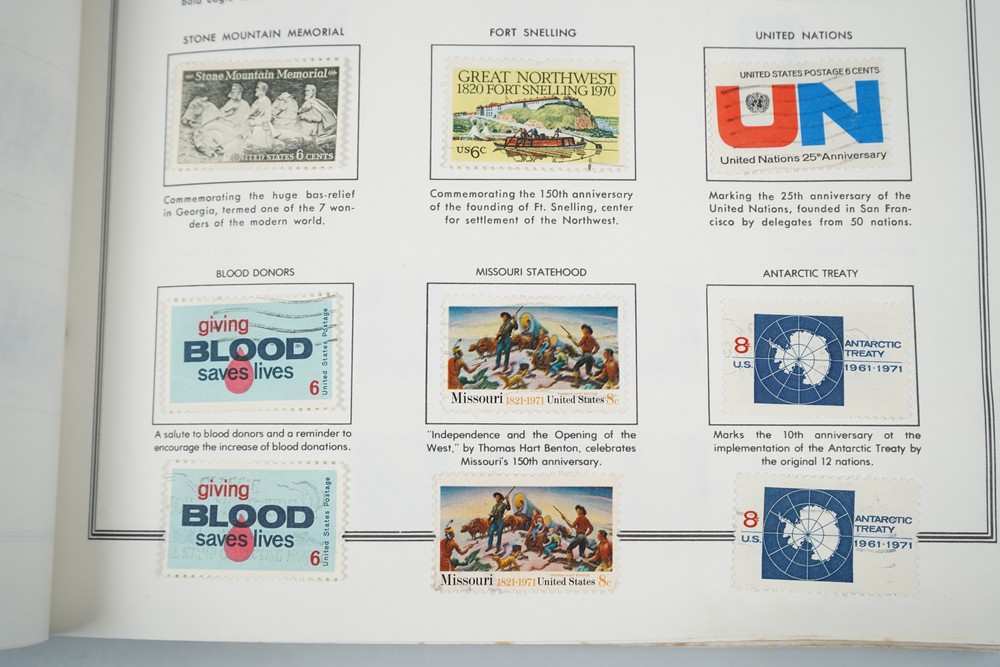 Bald eagle
STONE MOUNTAIN MEMORIAL
Stone Mountain Memorial
UNITED STATES 6 CENTS
Commemorating the huge bas-relief
in Georgia, termed one of the 7 won-
ders of the modern world.
FORT SNELLING
GREAT NORTHWEST
1820 FORT SNELLING 1970
US6C
Commemorating the 150th anniversary
of the founding of Ft. Snelling, center
for settlement of the Northwest.
UNITED NATIONS
UNITED STATES POSTAGE 6 CENTS
UN
United Nations 25th Anniversary
Marking the 25th anniversary of the
United Nations, founded in San Fran-
cisco by delegates from 50 nations.
BLOOD DONORS
giving
BLOOD
saves lives
6
United States Postage
A salute to blood donors and a reminder to
encourage the increase of blood donations.
giving
BLOOD
saves lives
6
United States Postage
MISSOURI STATEHOOD
Missouri 1821-1971 United States 8c
"Independence and the Opening of the
West," by Thomas Hart Benton, celebrates
Missouri's 150th anniversary.
Missouri 1821-1971 United States 8c
ANTARCTIC TREATY
8c
U.S.
ANTARCTIC
TREATY
1961·1971
Marks the 10th anniversary of the
implementation of the Antarctic Treaty by
the original 12 nations.
8c
U.S.
ANTARCTIC
TREATY
1961·1971